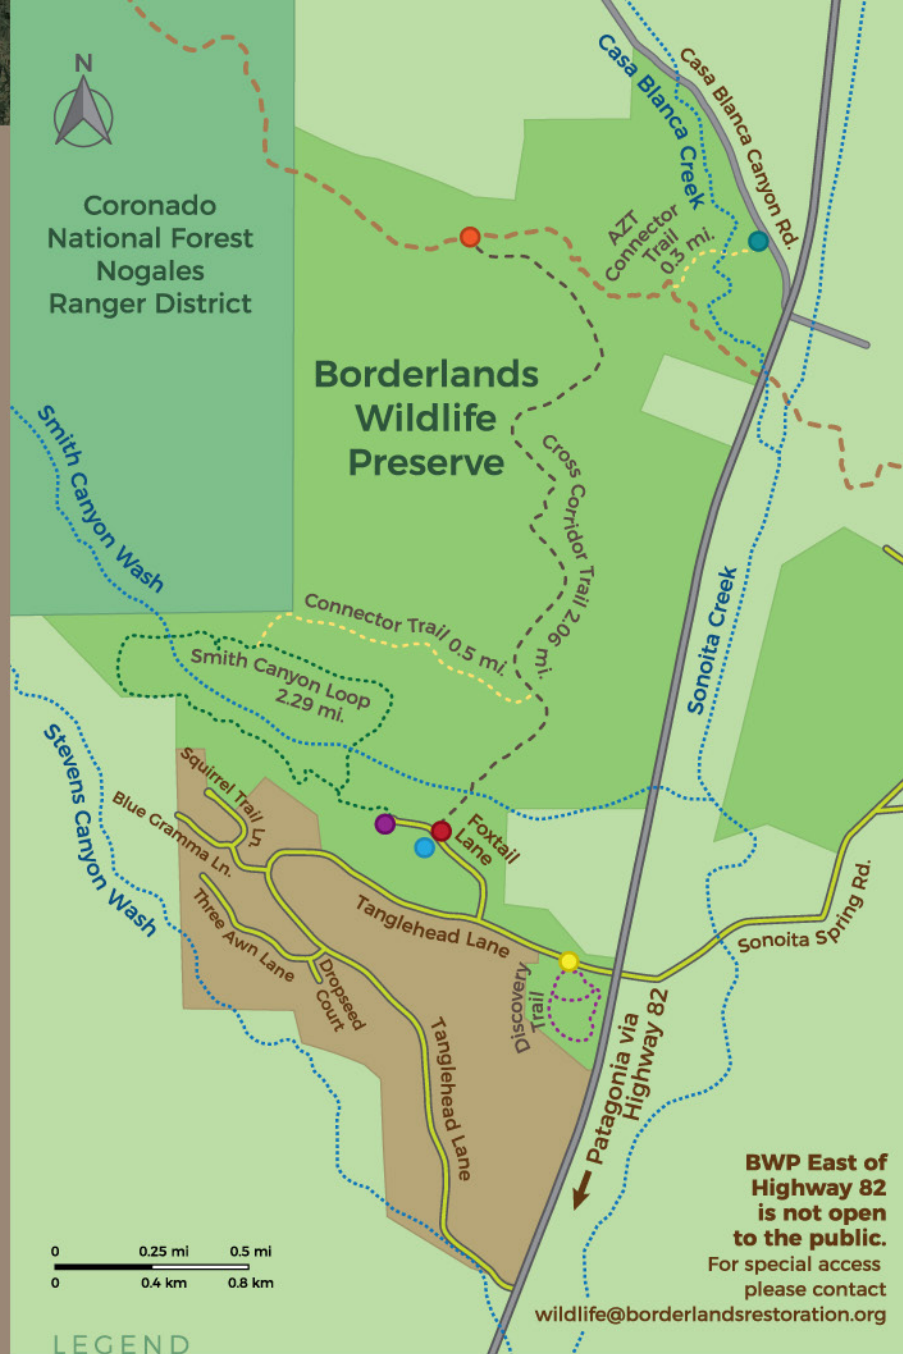 N
Coronado
National Forest
Nogales
Ranger District
Casa Blanca Creek
Casa Blanca Canyon Rd.
AZT
Connector
Trail
0.3 mi.
Borderlands
Wildlife
Preserve
Smith Canyon Wash
Cross Corridor Trail 2.06 mi.
Connector Trail 0.5 mi.
Smith Canyon Loop
2.29 mi.
Sonoita Creek
Stevens Canyon Wash
Squirrel Trail Ln.
Blue Gramma Ln.
Foxtail
Lane
Three Awn Lane
Tanglehead Lane
Sonoita Spring Rd.
Dropseed
Court
Discovery
Trail
Tanglehead Lane
Patagonia via
Highway 82
BWP East of
Highway 82
is not open
to the public.
For special access
please contact
wildlife@borderlandsrestoration.org
0 0.25 mi 0.5 mi
0 0.4 km 0.8 km
LEGEND